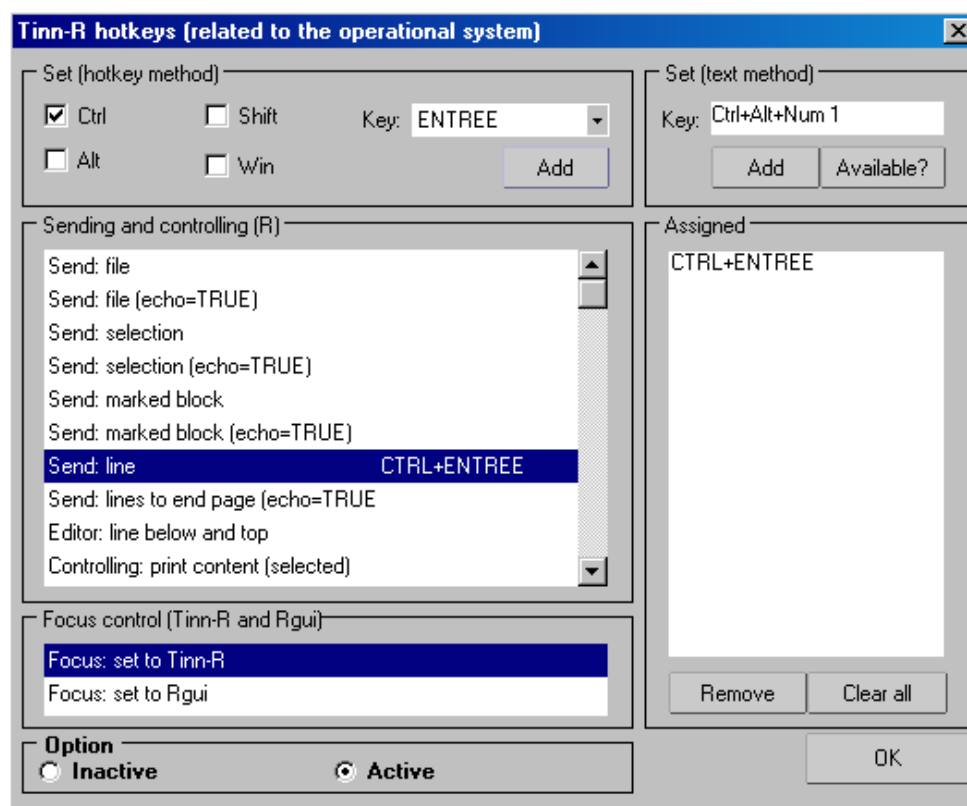 Tinn-R hotkeys (related to the operational system)
Set (hotkey method)
Ctrl
Shift
Key: ENTREE
Alt
Win
Add
Set (text method)
Key: Ctrl+Alt+Num 1
Add
Available?
Sending and controlling (R)
Send: file
Send: file (echo=TRUE)
Send: selection
Send: selection (echo=TRUE)
Send: marked block
Send: marked block (echo=TRUE)
Send: line CTRL+ENTREE
Send: lines to end page (echo=TRUE
Editor: line below and top
Controlling: print content (selected)
Assigned
CTRL+ENTREE
Remove
Clear all
Focus control (Tinn-R and Rgui)
Focus: set to Tinn-R
Focus: set to Rgui
Option
Inactive
Active
OK